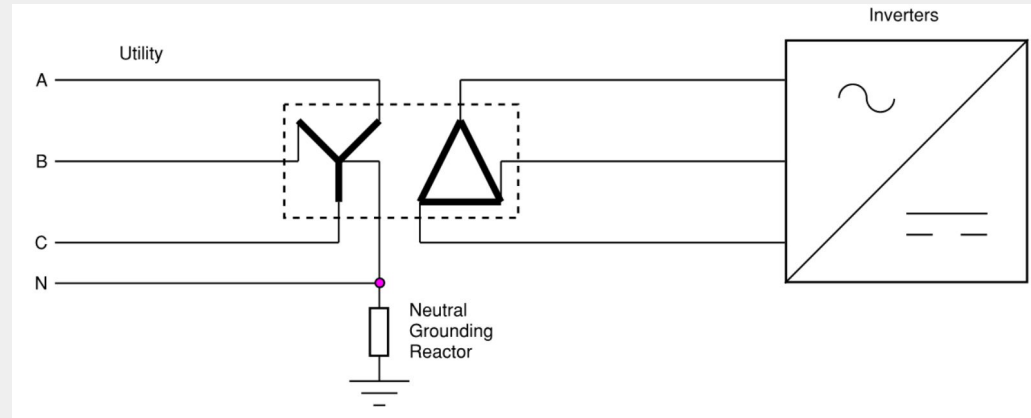 Inverters
Utility
A
B
C
N
Neutral
Grounding
Reactor